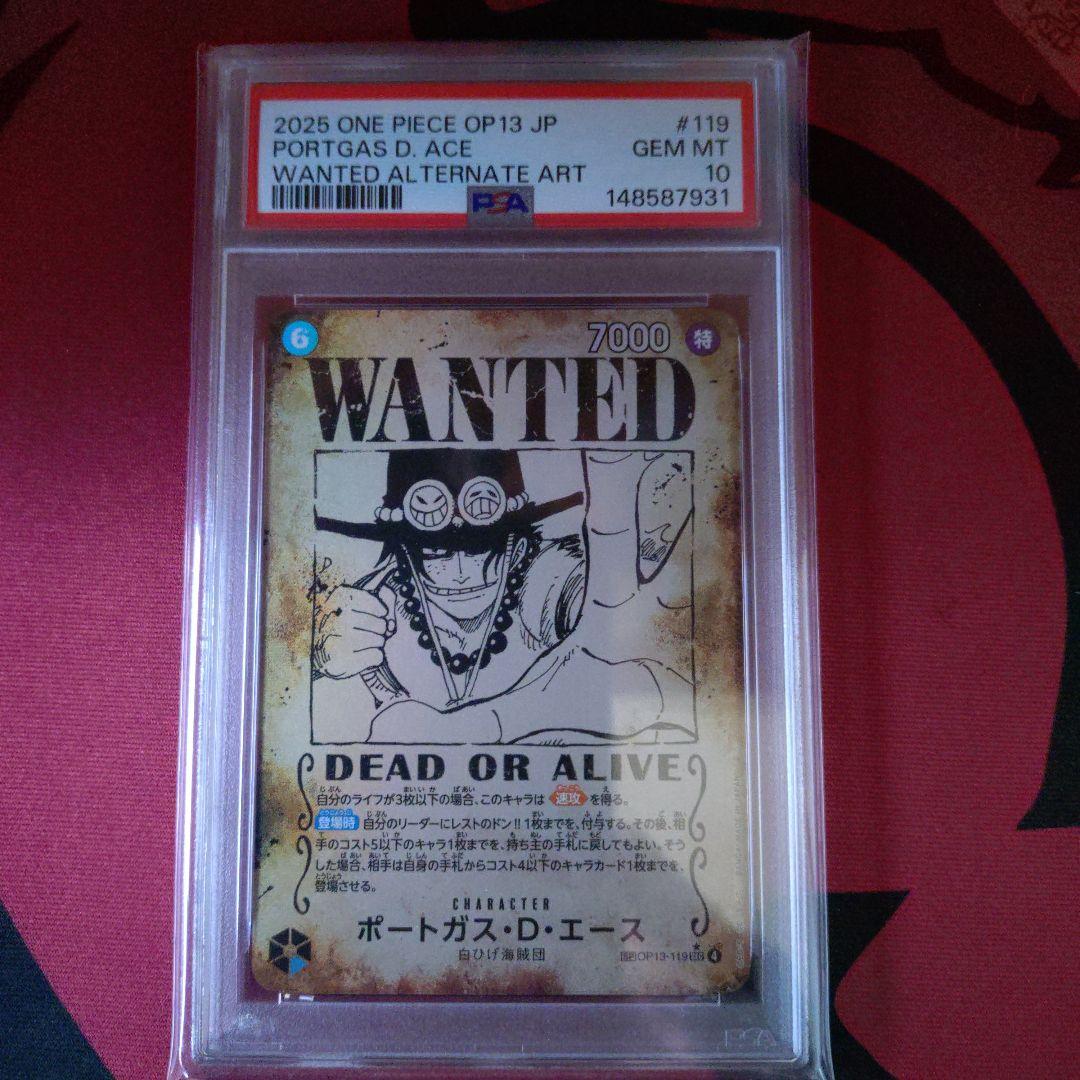 2025 ONE PIECE OP13 JP #119
PORTGAS D. ACE GEM MT
WANTED ALTERNATE ART 10
PSA 148587931
6 7000 特
WANTED
DEAD OR ALIVE
自分のライフが3枚以下の場合、このキャラは 速攻 を得る。
登場時 自分のリーダーにレストのドン!!1枚までを、付与する。その後、相
手のコスト5以下のキャラ1枚までを、持ち主の手札に戻してもよい。そう
した場合、相手は自身の手札からコスト4以下のキャラカード1枚までを、
登場させる。
CHARACTER
ポートガス・D・エース
白ひげ海賊団
OP13-119 4
PSA